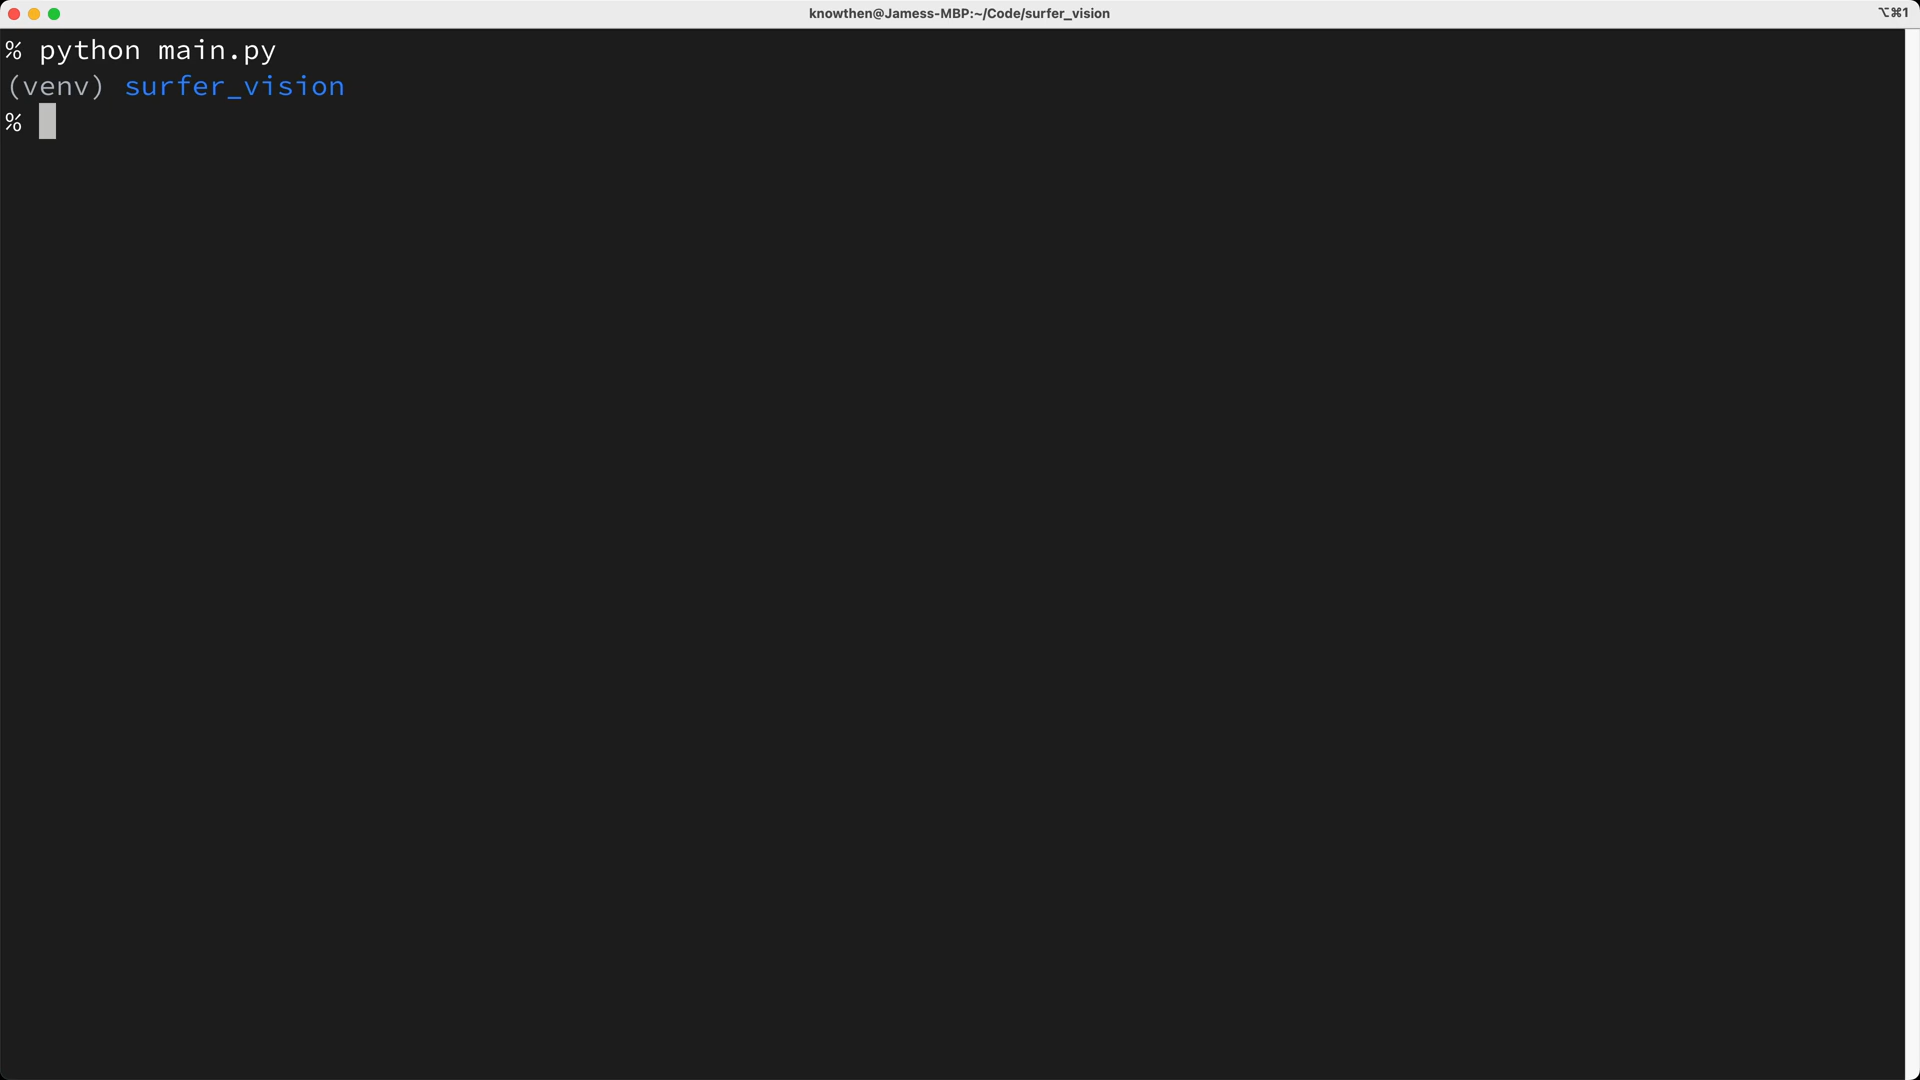 knowthen@Jamess-MBP:~/Code/surfer_vision
⌥⌘1
% python main.py
(venv) surfer_vision
%